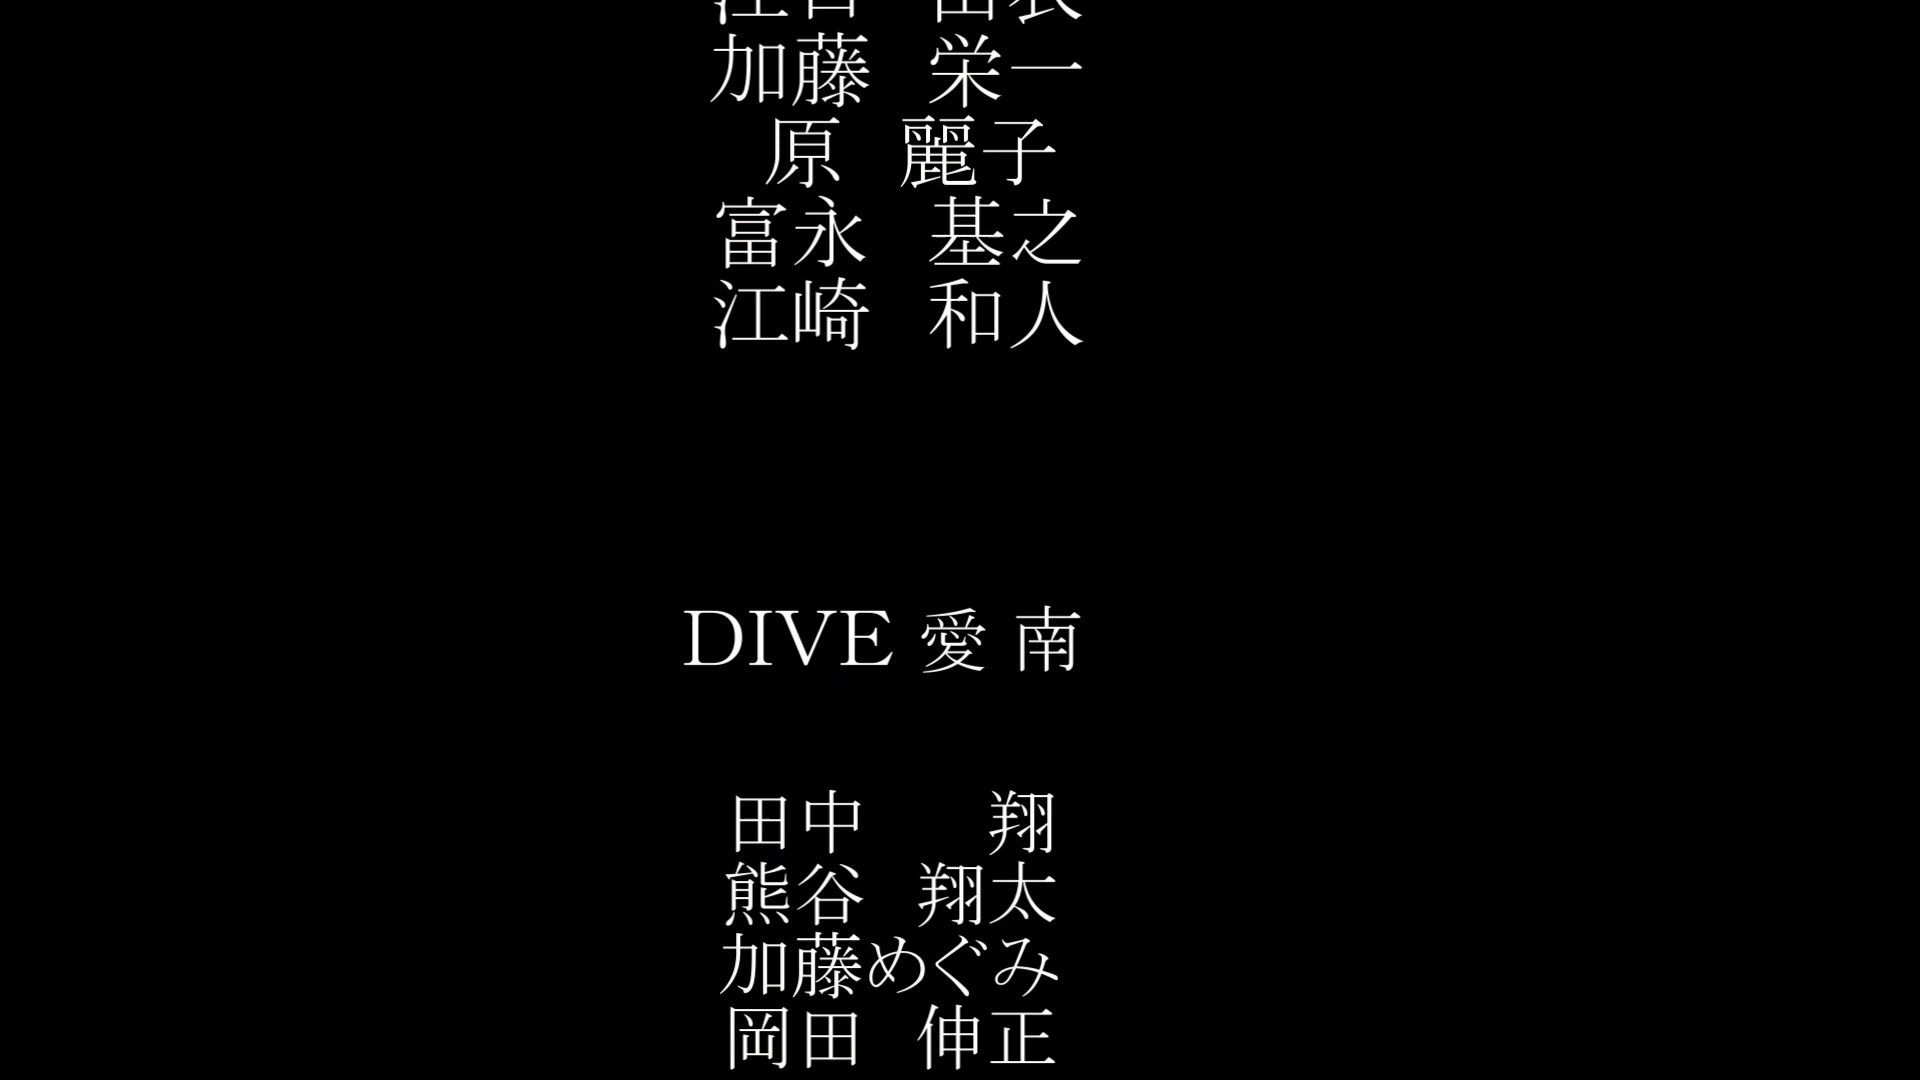 加藤 栄一
原 麗子
富永 基之
江崎 和人
DIVE 愛南
田中 翔
熊谷 翔太
加藤めぐみ
岡田 伸正